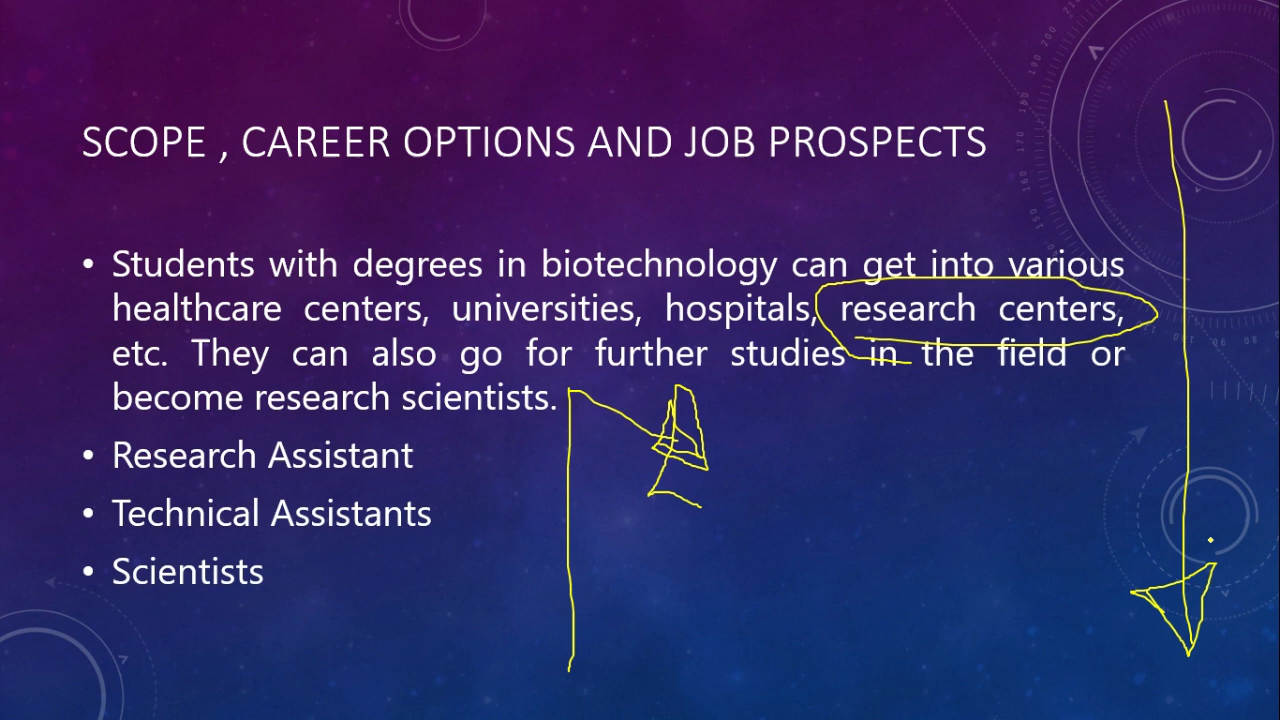 SCOPE , CAREER OPTIONS AND JOB PROSPECTS
• Students with degrees in biotechnology can get into various
healthcare centers, universities, hospitals, research centers,
etc. They can also go for further studies in the field or
become research scientists.
• Research Assistant
• Technical Assistants
• Scientists